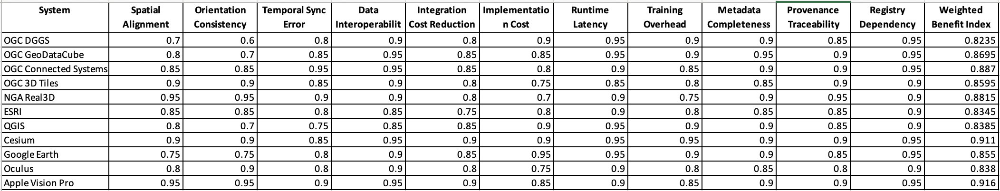 System Spatial Orientation Temporal Sync Data Integration Implementatio Runtime Training Metadata Provenance Registry Weighted
Alignment Consistency Error Interoperabilit Cost Reduction n Cost Latency Overhead Completeness Traceability Dependency Benefit Index
OGC DGGS 0.7 0.6 0.8 0.9 0.8 0.9 0.95 0.9 0.9 0.85 0.95 0.8235
OGC GeoDataCube 0.8 0.7 0.85 0.95 0.85 0.85 0.95 0.9 0.95 0.9 0.95 0.8695
OGC Connected Systems 0.85 0.85 0.95 0.95 0.85 0.8 0.9 0.85 0.9 0.9 0.95 0.887
OGC 3D Tiles 0.9 0.9 0.85 0.9 0.8 0.75 0.85 0.8 0.85 0.9 0.9 0.8595
NGA Real3D 0.95 0.95 0.9 0.9 0.8 0.7 0.9 0.75 0.9 0.95 0.9 0.8815
ESRI 0.85 0.85 0.8 0.85 0.75 0.8 0.9 0.8 0.85 0.85 0.9 0.8345
QGIS 0.8 0.7 0.75 0.85 0.85 0.9 0.95 0.9 0.9 0.85 0.9 0.8385
Cesium 0.9 0.9 0.85 0.95 0.9 0.9 0.95 0.95 0.9 0.9 0.95 0.911
Google Earth 0.75 0.75 0.8 0.9 0.85 0.95 0.95 0.9 0.9 0.85 0.95 0.855
Oculus 0.8 0.9 0.8 0.9 0.8 0.75 0.9 0.8 0.85 0.8 0.9 0.838
Apple Vision Pro 0.95 0.95 0.9 0.95 0.9 0.85 0.9 0.85 0.9 0.9 0.95 0.916